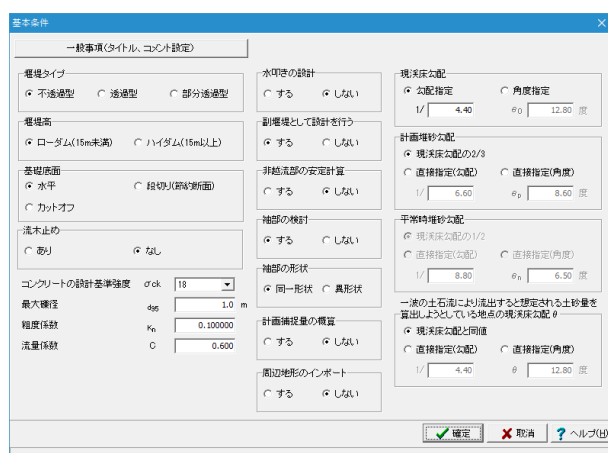 基本条件
一般事項(タイトル、コメント設定)
堰堤タイプ
不透過型 透過型 部分透過型
堰堤高
ローダム(15m未満) ハイダム(15m以上)
基礎底面
水平 段切り(節約断面)
カットオフ
流木止め
あり なし
コンクリートの設計基準強度 σ'ck 18
最大礫径 d95 1.0 m
粗度係数 Kn 0.100000
流量係数 C 0.600
水叩きの設計
する しない
副堰堤として設計を行う
する しない
非越流部の安定計算
する しない
袖部の検討
する しない
袖部の形状
同一形状 異形状
計画捕捉量の概算
する しない
周辺地形のインポート
する しない
現渓床勾配
勾配指定 角度指定
1/ 4.40 θ0 12.80 度
計画堆砂勾配
現渓床勾配の2/3
直接指定(勾配) 直接指定(角度)
1/ 6.60 θp 8.60 度
平常時堆砂勾配
現渓床勾配の1/2
直接指定(勾配) 直接指定(角度)
1/ 8.80 θn 6.50 度
一波の土石流により流出すると想定される土砂量を
算出しようとしている地点の現渓床勾配 θ
現渓床勾配と同値
直接指定(勾配) 直接指定(角度)
1/ 4.40 θ 12.80 度
確定 取消 ? ヘルプ(H)